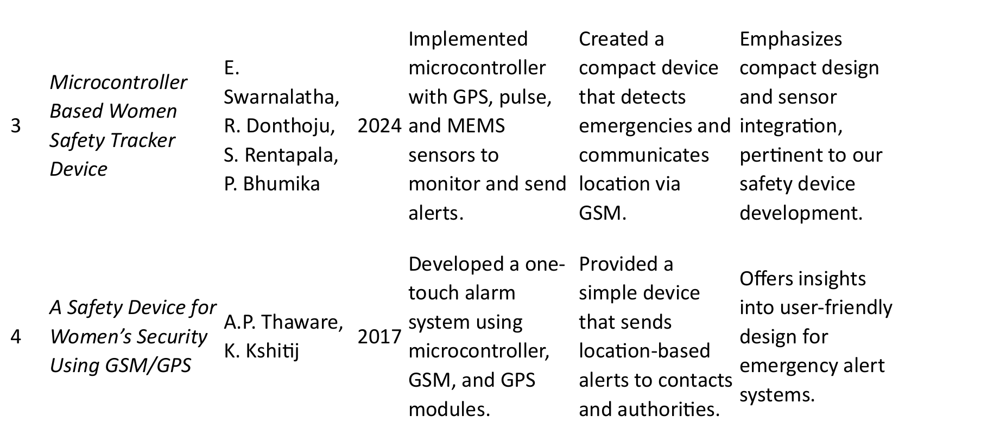 3
Microcontroller
Based Women
Safety Tracker
Device
E.
Swarnalatha,
R. Donthoju,
S. Rentapala,
P. Bhumika
2024
Implemented
microcontroller
with GPS, pulse,
and MEMS
sensors to
monitor and send
alerts.
Created a
compact device
that detects
emergencies and
communicates
location via
GSM.
Emphasizes
compact design
and sensor
integration,
pertinent to our
safety device
development.
4
A Safety Device for
Women’s Security
Using GSM/GPS
A.P. Thaware,
K. Kshitij
2017
Developed a one-
touch alarm
system using
microcontroller,
GSM, and GPS
modules.
Provided a
simple device
that sends
location-based
alerts to contacts
and authorities.
Offers insights
into user-friendly
design for
emergency alert
systems.